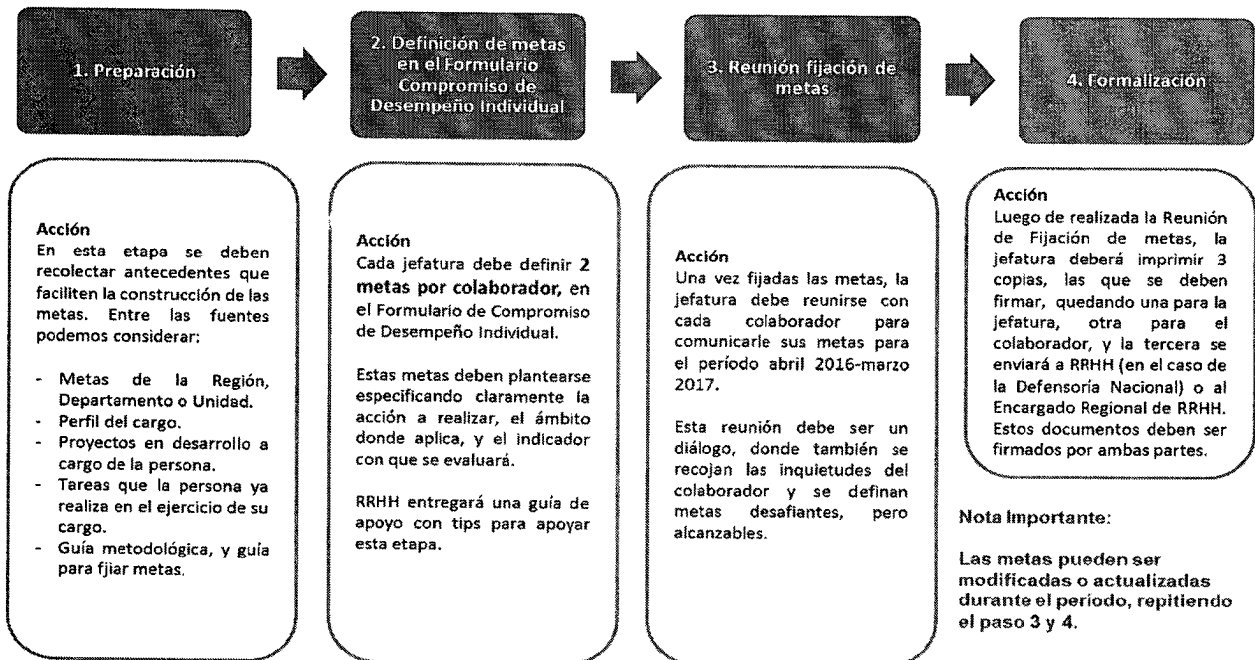 1. Preparación
2. Definición de metas
en el Formulario
Compromiso de
Desempeño Individual
3. Reunión fijación de
metas
4. Formalización
Acción
En esta etapa se deben
recolectar antecedentes que
faciliten la construcción de las
metas. Entre las fuentes
podemos considerar:
- Metas de la Región,
Departamento o Unidad.
- Perfil del cargo.
- Proyectos en desarrollo a
cargo de la persona.
- Tareas que la persona ya
realiza en el ejercicio de su
cargo.
- Guía metodológica, y guía
para fjiar metas.
Acción
Cada jefatura debe definir 2
metas por colaborador, en
el Formulario de Compromiso
de Desempeño Individual.
Estas metas deben plantearse
especificando claramente la
acción a realizar, el ámbito
donde aplica, y el indicador
con que se evaluará.
RRHH entregará una guía de
apoyo con tips para apoyar
esta etapa.
Acción
Una vez fijadas las metas, la
jefatura debe reunirse con
cada colaborador para
comunicarle sus metas para
el período abril 2016-marzo
2017.
Esta reunión debe ser un
diálogo, donde también se
recojan las inquietudes del
colaborador y se definan
metas desafiantes, pero
alcanzables.
Acción
Luego de realizada la Reunión
de Fijación de metas, la
jefatura deberá imprimir 3
copias, las que se deben
firmar, quedando una para la
jefatura, otra para el
colaborador, y la tercera se
enviará a RRHH (en el caso de
la Defensoría Nacional) o al
Encargado Regional de RRHH.
Estos documentos deben ser
firmados por ambas partes.
Nota Importante:
Las metas pueden ser
modificadas o actualizadas
durante el periodo, repitiendo
el paso 3 y 4.